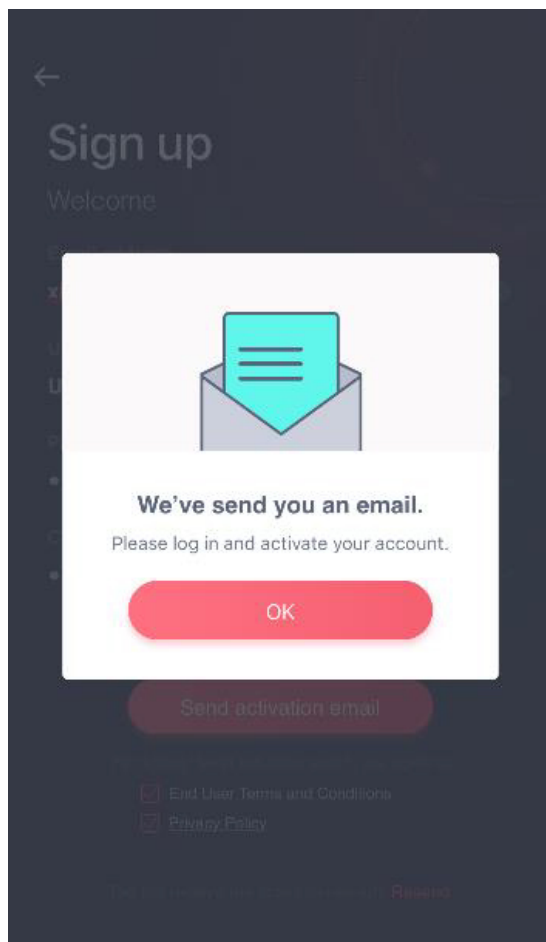 Sign up
Welcome
We've send you an email.
Please log in and activate your account.
OK
Send activation email
End User Terms and Conditions
Privacy Policy
Resend